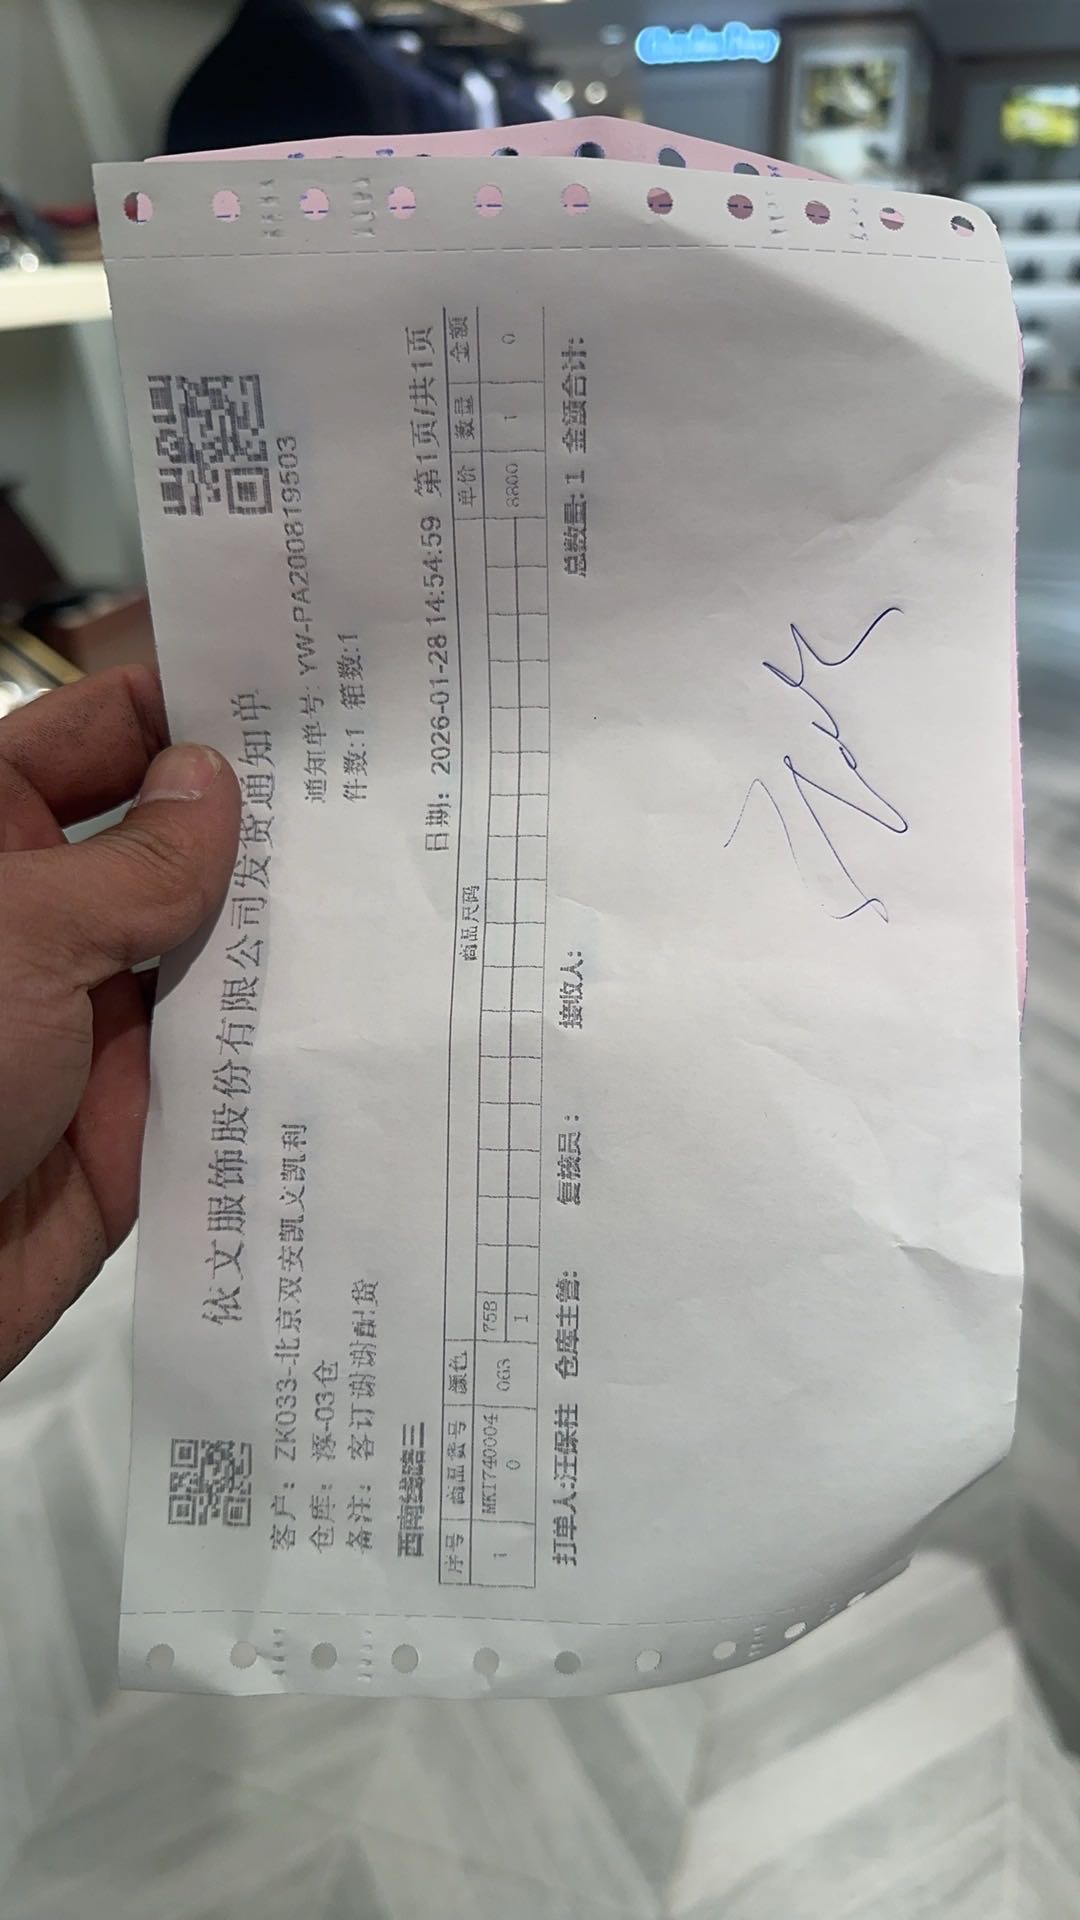 依文服饰股份有限公司发货通知单
客户: ZK033-北京双安凯文凯利 通知单号: YW-PA200819503
仓库: 涿-03仓 件数:1 箱数:1
备注: 客订谢谢配货
西南线路三 日期: 2026-01-28 14:54:59 第1页/共1页
序号 商品货号 颜色 商品尺码 单价 数量 金额
75B
1 MK1740004 063 1 8800 1 0
0
打单人:汪保柱 仓库主管: 复核员: 接收人: 总数量: 1 金额合计: